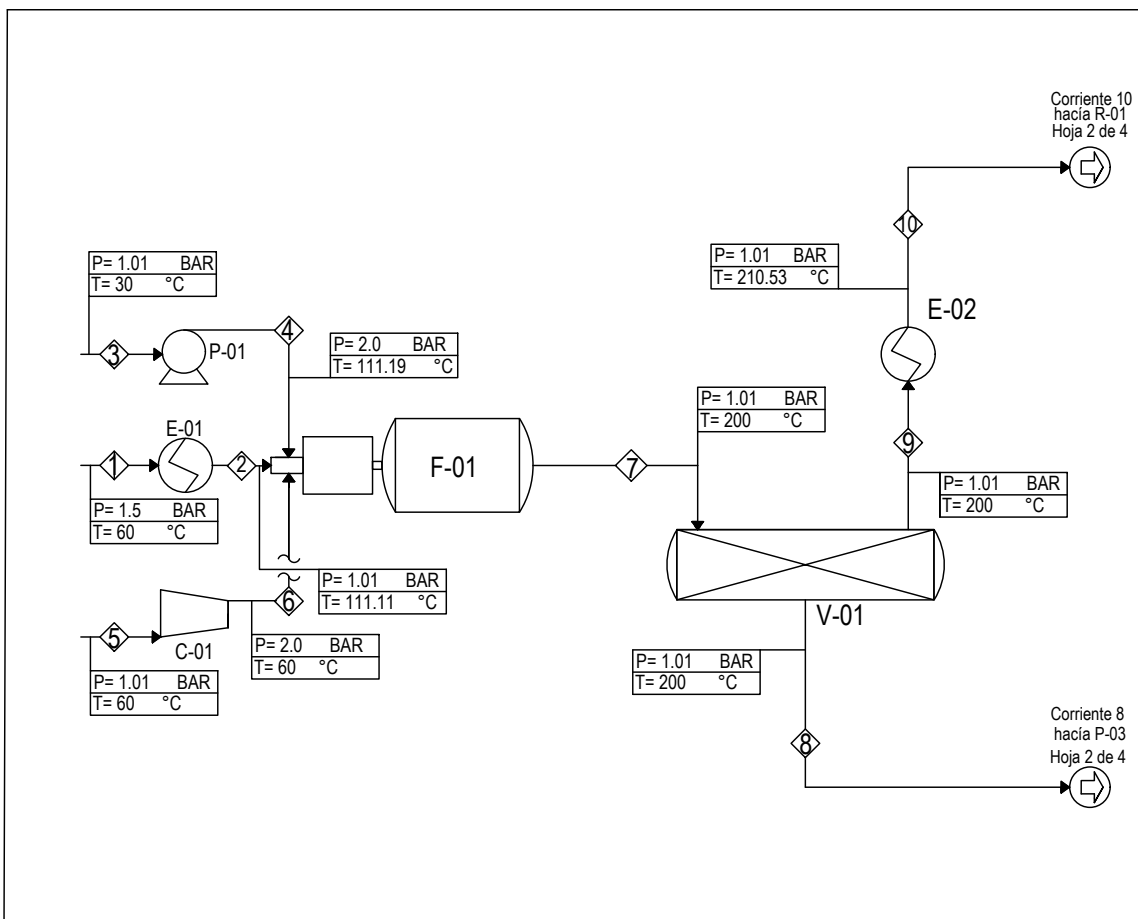 Corriente 10
hacía R-01
Hoja 2 de 4
10
P= 1.01 BAR
T= 210.53 °C
E-02
P= 1.01 BAR
T= 30 °C
3
P-01
4
P= 2.0 BAR
T= 111.19 °C
P= 1.01 BAR
T= 200 °C
E-01
1
2
F-01
7
9
P= 1.01 BAR
T= 200 °C
P= 1.5 BAR
T= 60 °C
P= 1.01 BAR
T= 111.11 °C
6
5
C-01
P= 2.0 BAR
T= 60 °C
P= 1.01 BAR
T= 60 °C
V-01
P= 1.01 BAR
T= 200 °C
8
Corriente 8
hacía P-03
Hoja 2 de 4